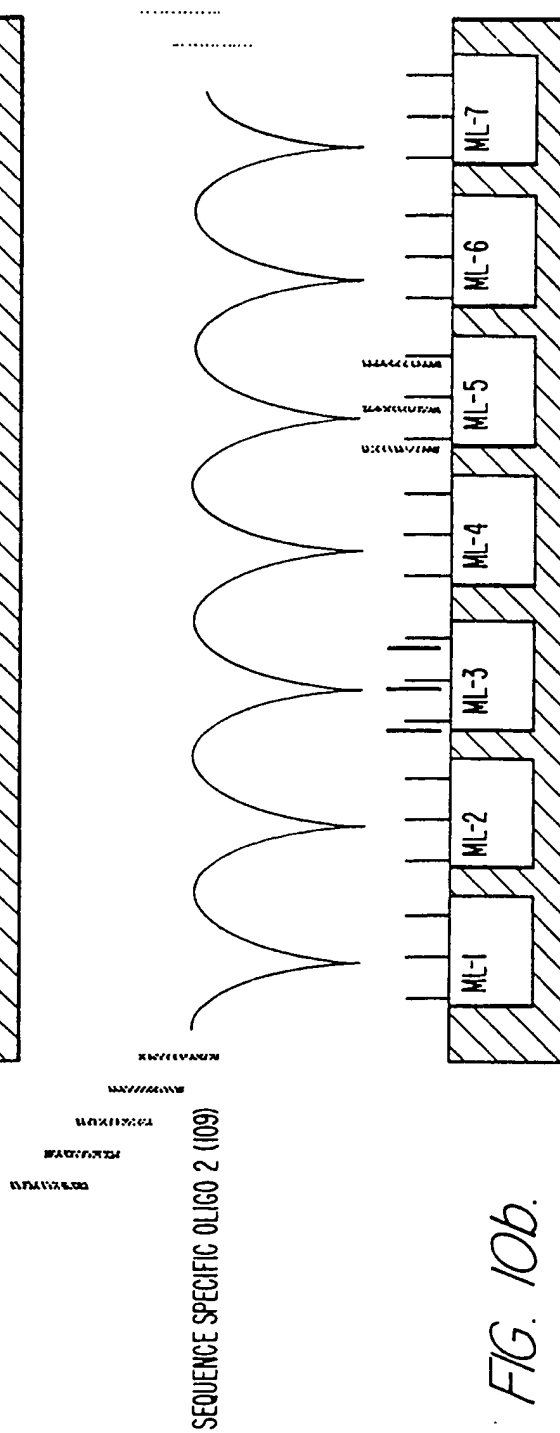 SEQUENCE SPECIFIC OLIGO 2 (109)
ML-1
ML-2
ML-3
ML-4
ML-5
ML-6
ML-7
FIG. 10b.